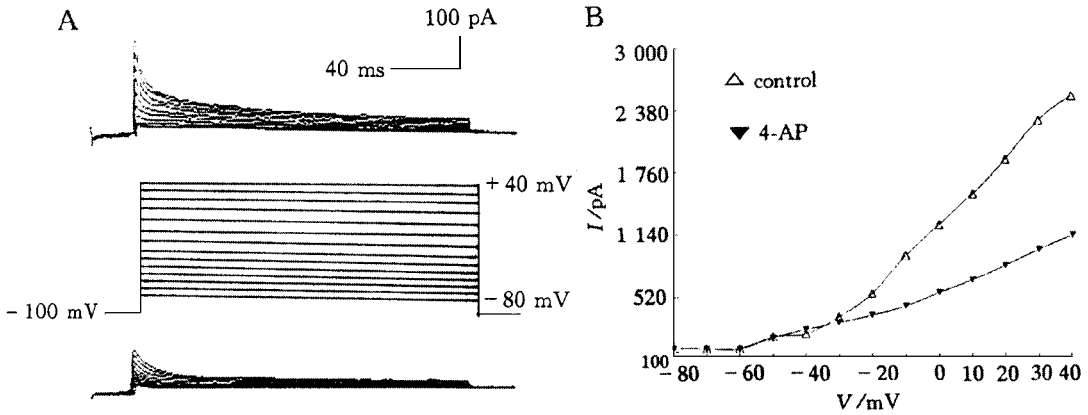 A
100 pA
40 ms
+ 40 mV
- 80 mV
- 100 mV
B
3 000
2 380
1 760
1 140
520
100
I /pA
control
4-AP
- 80
- 60
- 40
- 20
0
10
20
30
40
V /mV